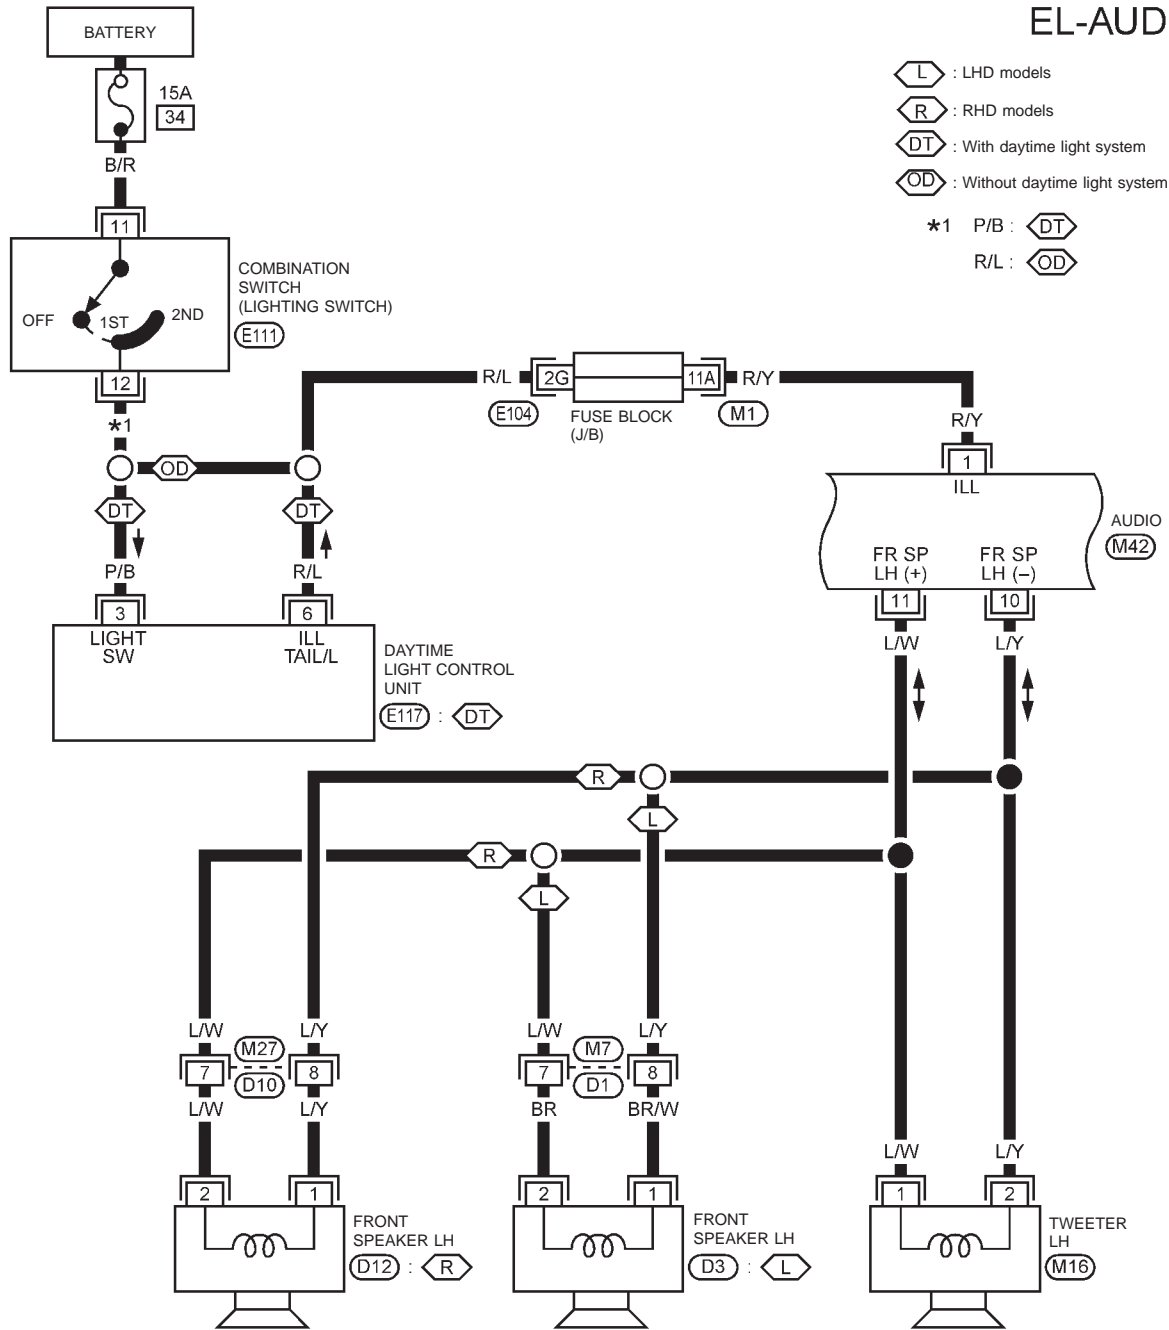 EL-AUD
BATTERY
15A
34
B/R
L : LHD models
R : RHD models
DT : With daytime light system
OD : Without daytime light system
*1 P/B : DT
R/L : OD
11
COMBINATION
SWITCH
(LIGHTING SWITCH)
E111
OFF
1ST
2ND
12
*1
OD
DT
DT
P/B
R/L
3
6
LIGHT
SW
ILL
TAIL/L
DAYTIME
LIGHT CONTROL
UNIT
E117 : DT
R/L
2G
11A
R/Y
E104
FUSE BLOCK
(J/B)
M1
R/Y
1
ILL
AUDIO
M42
FR SP
LH (+)
FR SP
LH (–)
11
10
L/W
L/Y
R
L
R
L
L/W
L/Y
M27
7
8
D10
L/W
L/Y
L/W
L/Y
M7
7
8
D1
BR
BR/W
L/W
L/Y
2
1
FRONT
SPEAKER LH
D12 : R
2
1
FRONT
SPEAKER LH
D3 : L
1
2
TWEETER
LH
M16